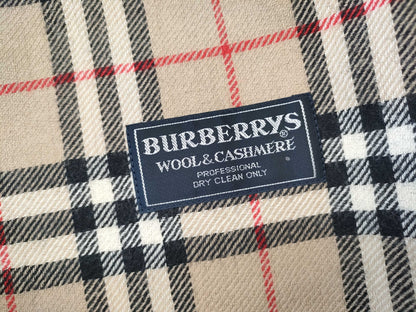 BURBERRYS®
WOOL & CASHMERE
PROFESSIONAL
DRY CLEAN ONLY